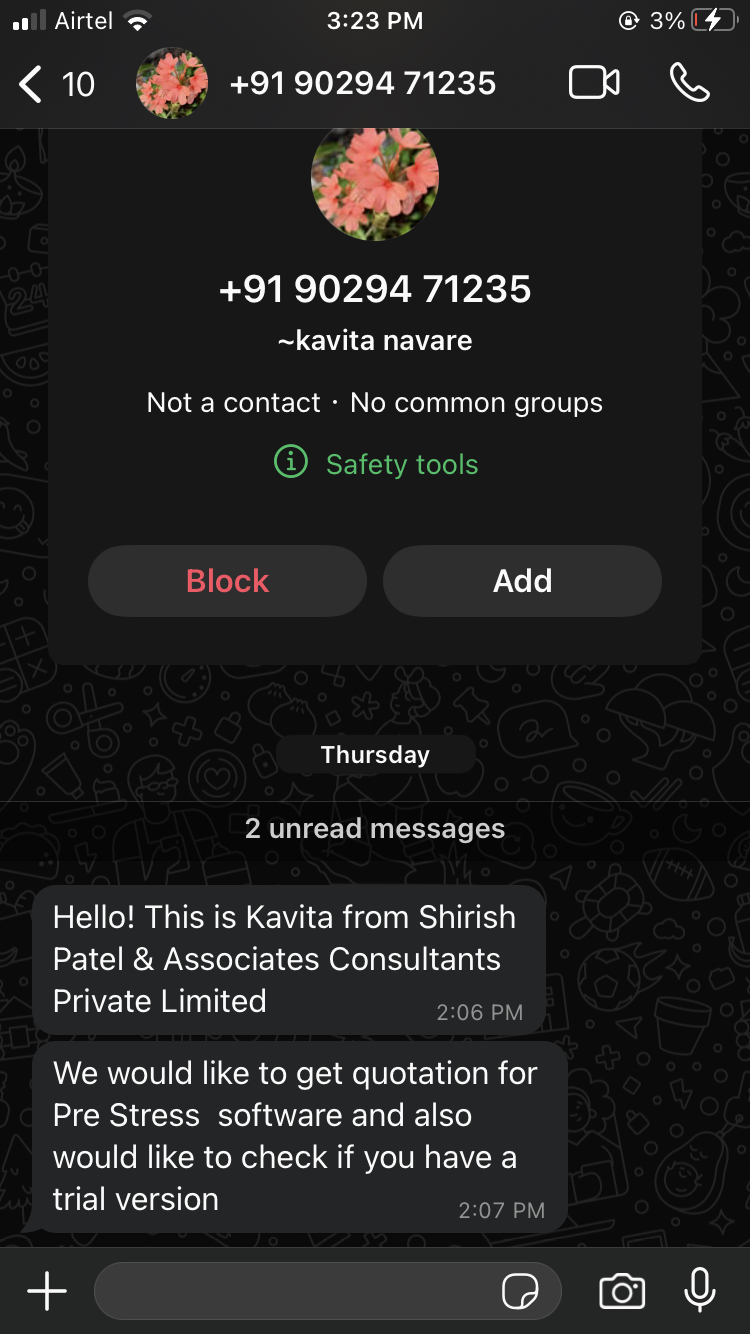 Airtel 3:23 PM 3%
10 +91 90294 71235
+91 90294 71235
~kavita navare
Not a contact · No common groups
Safety tools
Block Add
Thursday
2 unread messages
Hello! This is Kavita from Shirish
Patel & Associates Consultants
Private Limited
2:06 PM
We would like to get quotation for
Pre Stress  software and also
would like to check if you have a
trial version
2:07 PM